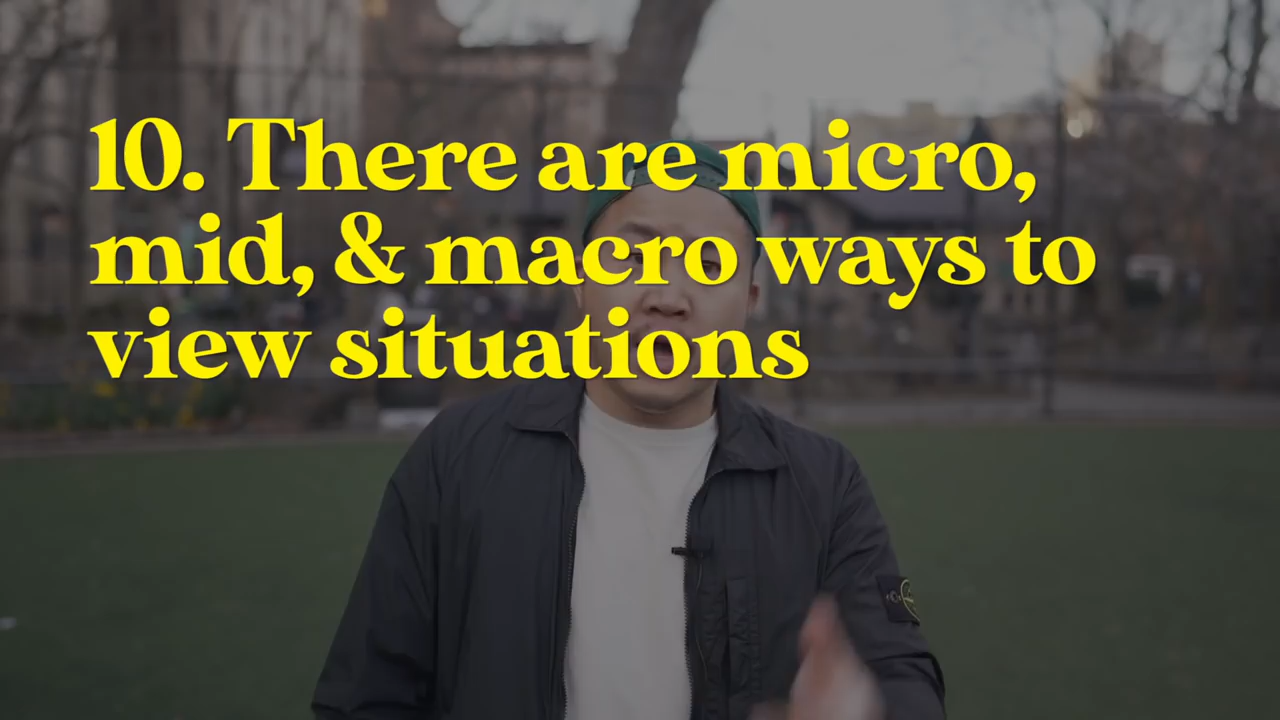 10. There are micro,
mid, & macro ways to
view situations